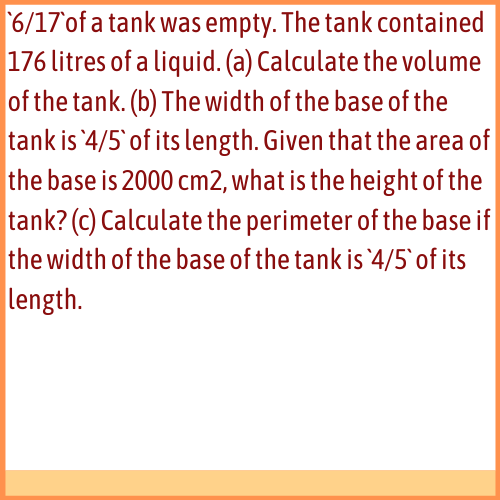 `6/17`of a tank was empty. The tank contained
176 litres of a liquid. (a) Calculate the volume
of the tank. (b) The width of the base of the
tank is `4/5` of its length. Given that the area of
the base is 2000 cm2, what is the height of the
tank? (c) Calculate the perimeter of the base if
the width of the base of the tank is `4/5` of its
length.